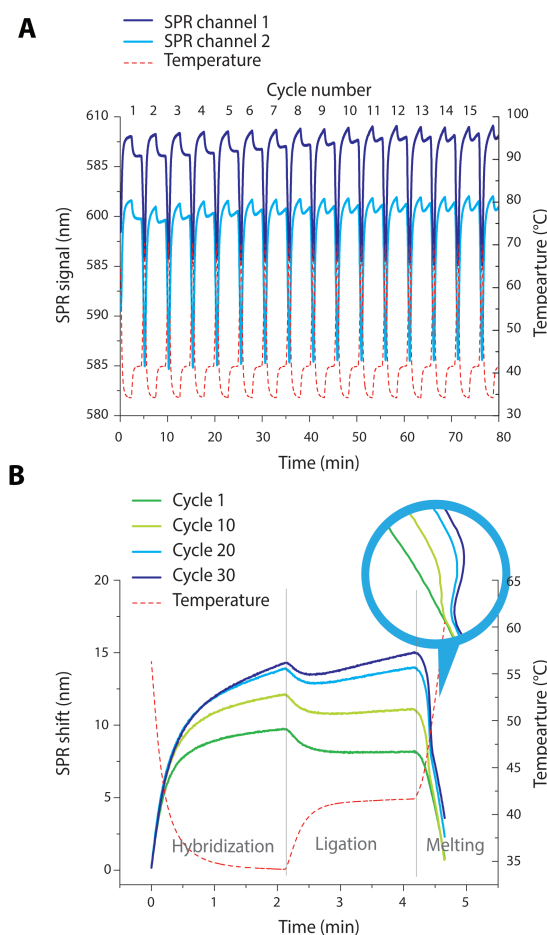 A
SPR channel 1
SPR channel 2
Temperature
Cycle number
1 2 3 4 5 6 7 8 9 10 11 12 13 14 15
610
585
600
585
590
585
580
SPR signal (nm)
100
90
80
70
60
50
40
30
Tempearture (°C)
0 10 20 30 40 50 60 70 80
Time (min)
B
Cycle 1
Cycle 10
Cycle 20
Cycle 30
Temperature
20
15
10
5
0
SPR shift (nm)
65
60
55
50
45
40
35
Tempearture (°C)
Hybridization Ligation Melting
0 1 2 3 4 5
Time (min)